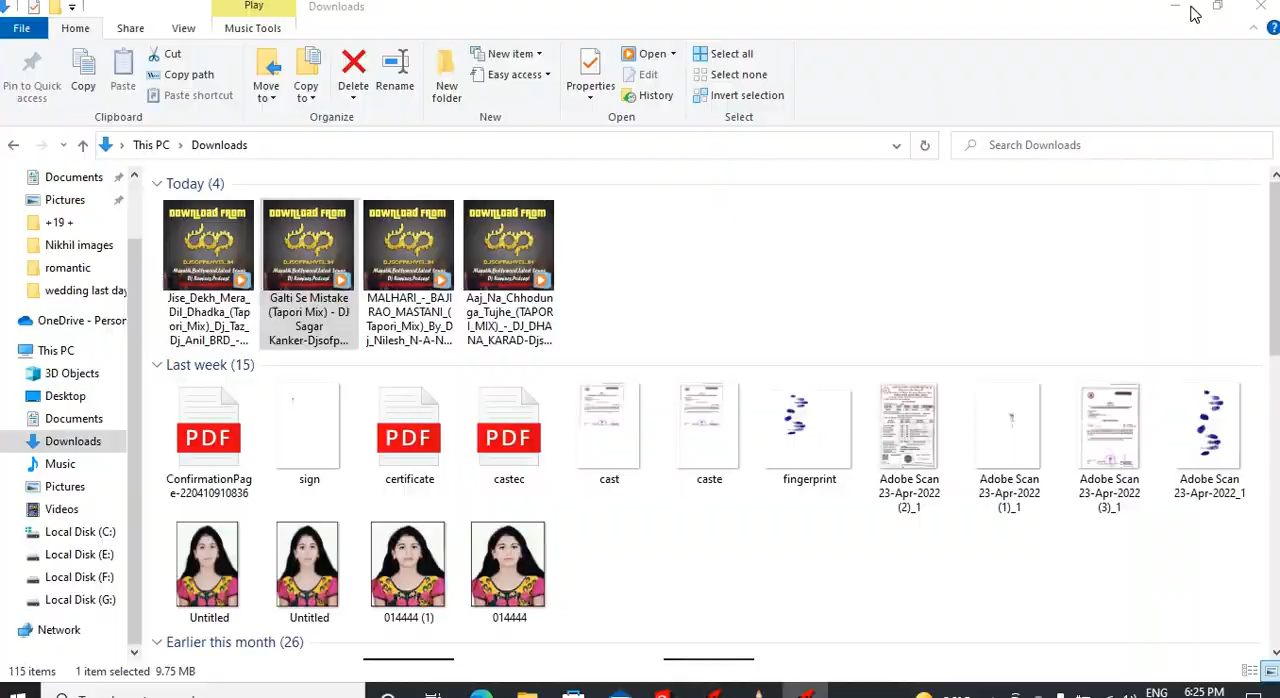 Play
Downloads
File
Home
Share
View
Music Tools
Pin to Quick
access
Copy
Paste
Cut
Copy path
Paste shortcut
Clipboard
Move
to
Copy
to
Delete
Rename
Organize
New
folder
New item
Easy access
New
Properties
Open
Edit
History
Open
Select all
Select none
Invert selection
Select
This PC
Downloads
Search Downloads
Documents
Pictures
+19 +
Nikhil images
romantic
wedding last day
OneDrive - Person
This PC
3D Objects
Desktop
Documents
Downloads
Music
Pictures
Videos
Local Disk (C:)
Local Disk (E:)
Local Disk (F:)
Local Disk (G:)
Network
Today (4)
DOWNLOAD FROM
DOWNLOAD FROM
DOWNLOAD FROM
DOWNLOAD FROM
Jise_Dekh_Mera_
Dil_Dhadka_(Tap
ori_Mix)_Dj_Taz_
Dj_Anil_BRD_-...
Galti Se Mistake
(Tapori Mix) - DJ
Sagar
Kanker-Djsofp...
MALHARI_-_BAJI
RAO_MASTANI_(
Tapori_Mix)_By_D
j_Nilesh_N-A-N...
Aaj_Na_Chhodun
ga_Tujhe_(TAPOR
I_MIX)_-_DJ_DHA
NA_KARAD-Djs...
Last week (15)
PDF
PDF
PDF
ConfirmationPag
e-220410910836
sign
certificate
castec
cast
caste
fingerprint
Adobe Scan
23-Apr-2022
(2)_1
Adobe Scan
23-Apr-2022
(1)_1
Adobe Scan
23-Apr-2022
(3)_1
Adobe Scan
23-Apr-2022_1
Untitled
Untitled
014444 (1)
014444
Earlier this month (26)
115 items
1 item selected 9.75 MB
ENG
6:25 PM